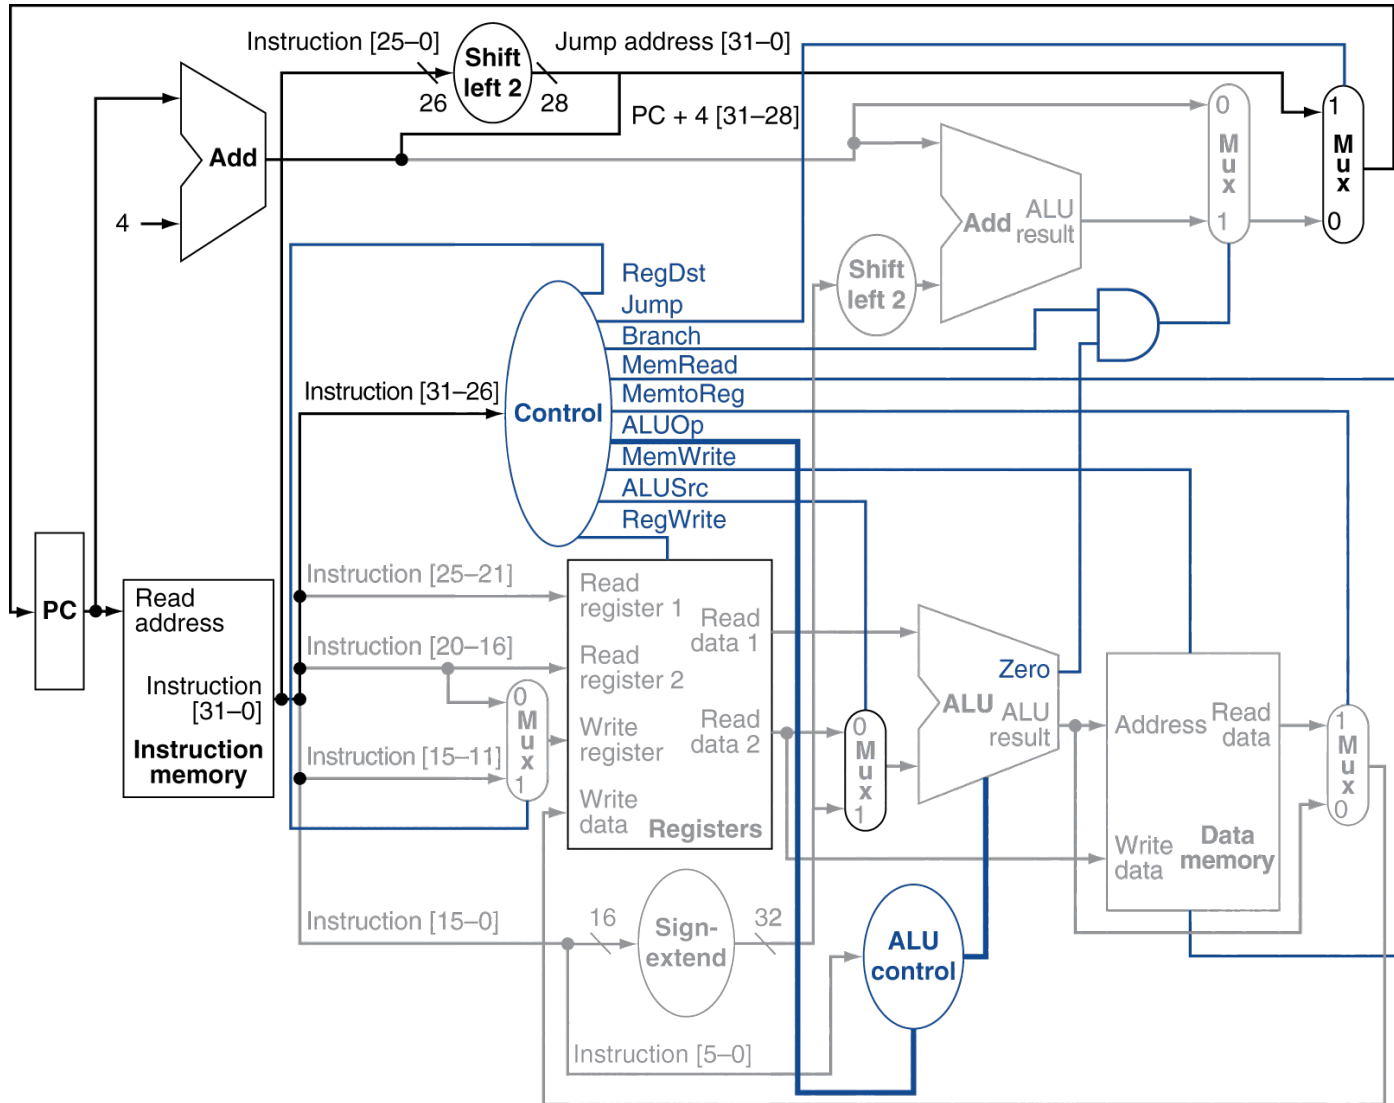 Instruction [25–0]
Shift
left 2
Jump address [31–0]
26
28
PC + 4 [31–28]
Add
4
0
M
u
x
1
1
M
u
x
0
Add
ALU
result
Shift
left 2
RegDst
Jump
Branch
MemRead
MemtoReg
ALUOp
MemWrite
ALUSrc
RegWrite
Instruction [31–26]
Control
PC
Read
address
Instruction
[31–0]
Instruction
memory
Instruction [25–21]
Instruction [20–16]
Instruction [15–11]
0
M
u
x
1
Read
register 1
Read
register 2
Write
register
Write
data
Read
data 1
Read
data 2
Registers
0
M
u
x
1
Zero
ALU
ALU
result
Address
Read
data
Write
data
Data
memory
1
M
u
x
0
Instruction [15–0]
16
Sign-
extend
32
ALU
control
Instruction [5–0]